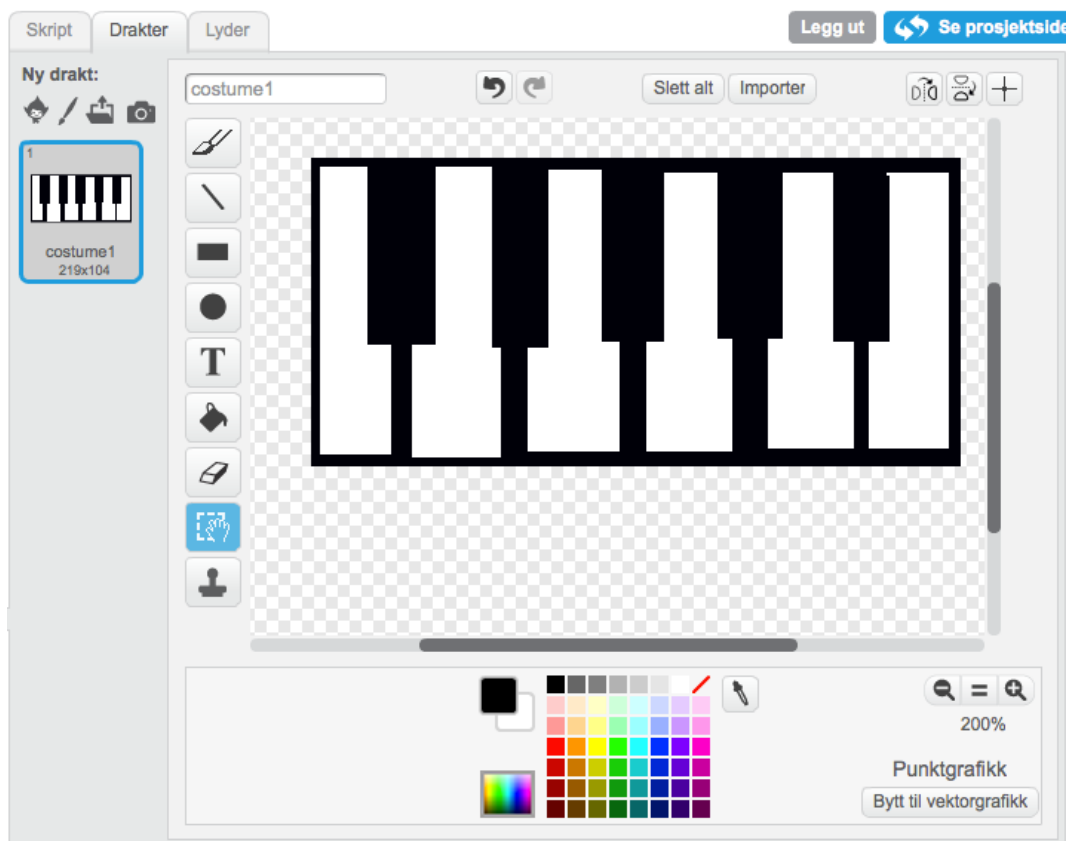 Skript Drakter Lyder Legg ut Se prosjektside
Ny drakt:
costume1 Slett alt Importer
1
costume1
219x104
T
200%
Punktgrafikk
Bytt til vektorgrafikk